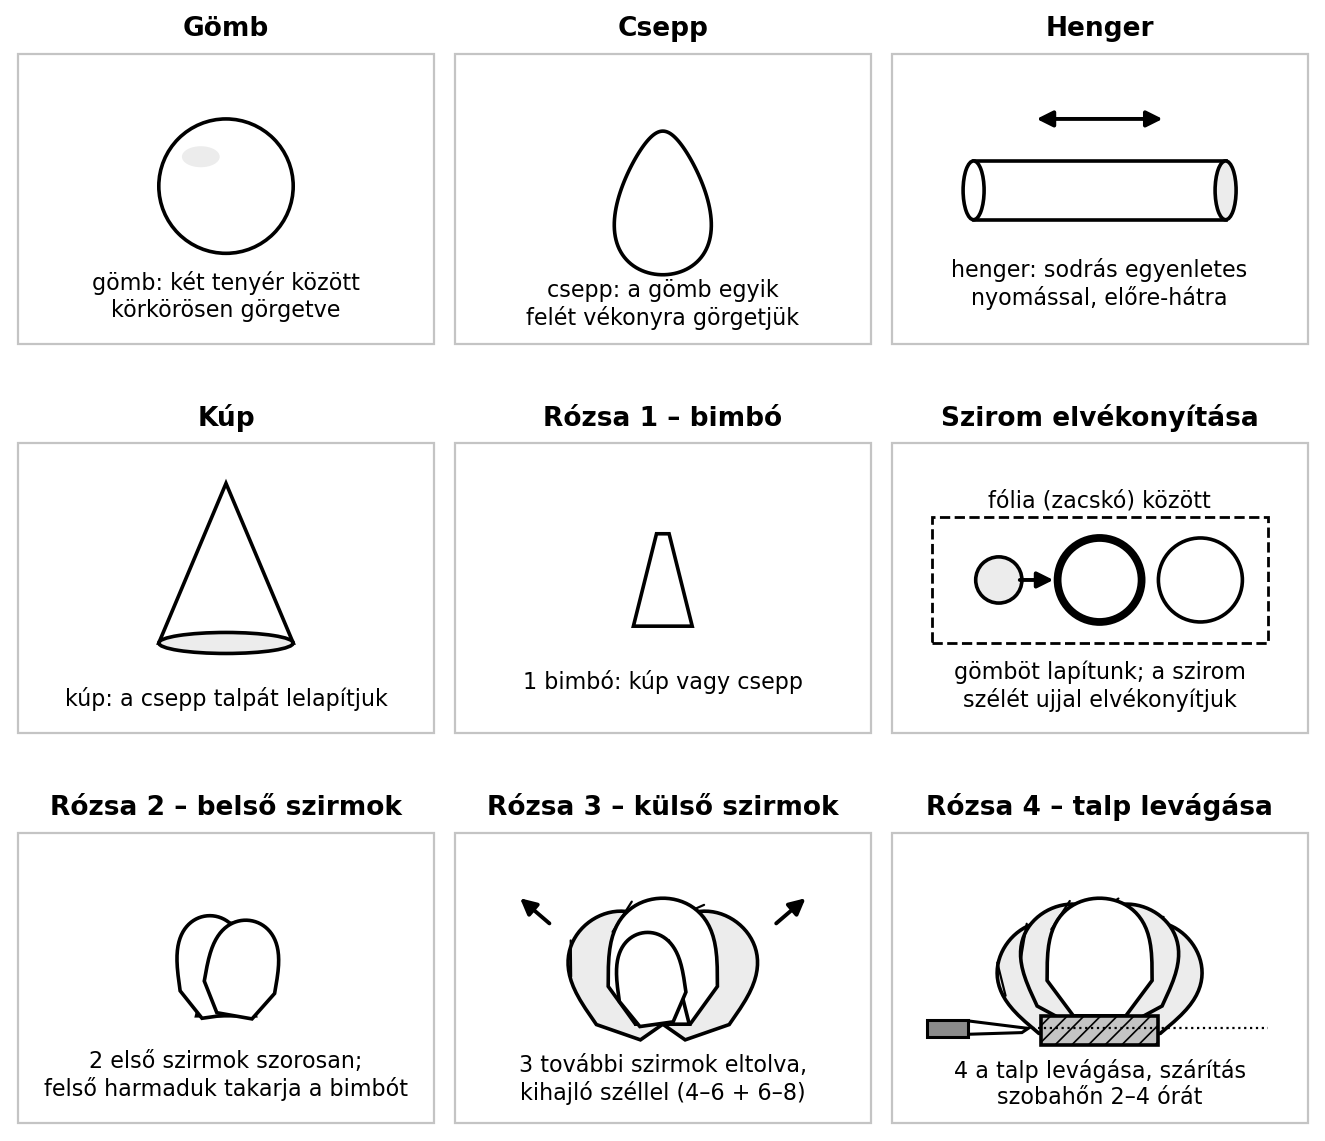 Gömb
gömb: két tenyér között
körkörösen görgetve
Csepp
csepp: a gömb egyik
felét vékonyra görgetjük
Henger
henger: sodrás egyenletes
nyomással, előre-hátra
Kúp
kúp: a csepp talpát lelapítjuk
Rózsa 1 – bimbó
1 bimbó: kúp vagy csepp
Szirom elvékonyítása
fólia (zacskó) között
gömböt lapítunk; a szirom
szélét ujjal elvékonyítjuk
Rózsa 2 – belső szirmok
2 első szirmok szorosan;
felső harmaduk takarja a bimbót
Rózsa 3 – külső szirmok
3 további szirmok eltolva,
kihajló széllel (4–6 + 6–8)
Rózsa 4 – talp levágása
4 a talp levágása, szárítás
szobahőn 2–4 órát